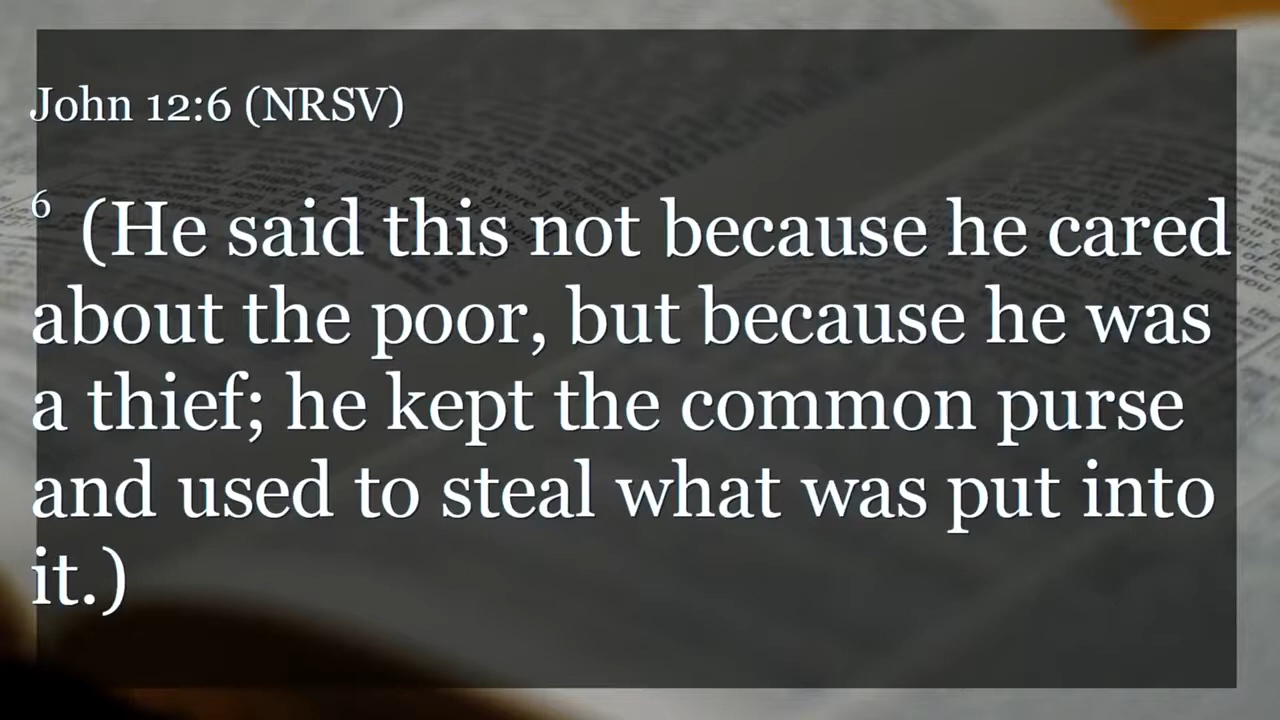 John 12:6 (NRSV)
6 (He said this not because he cared
about the poor, but because he was
a thief; he kept the common purse
and used to steal what was put into
it.)